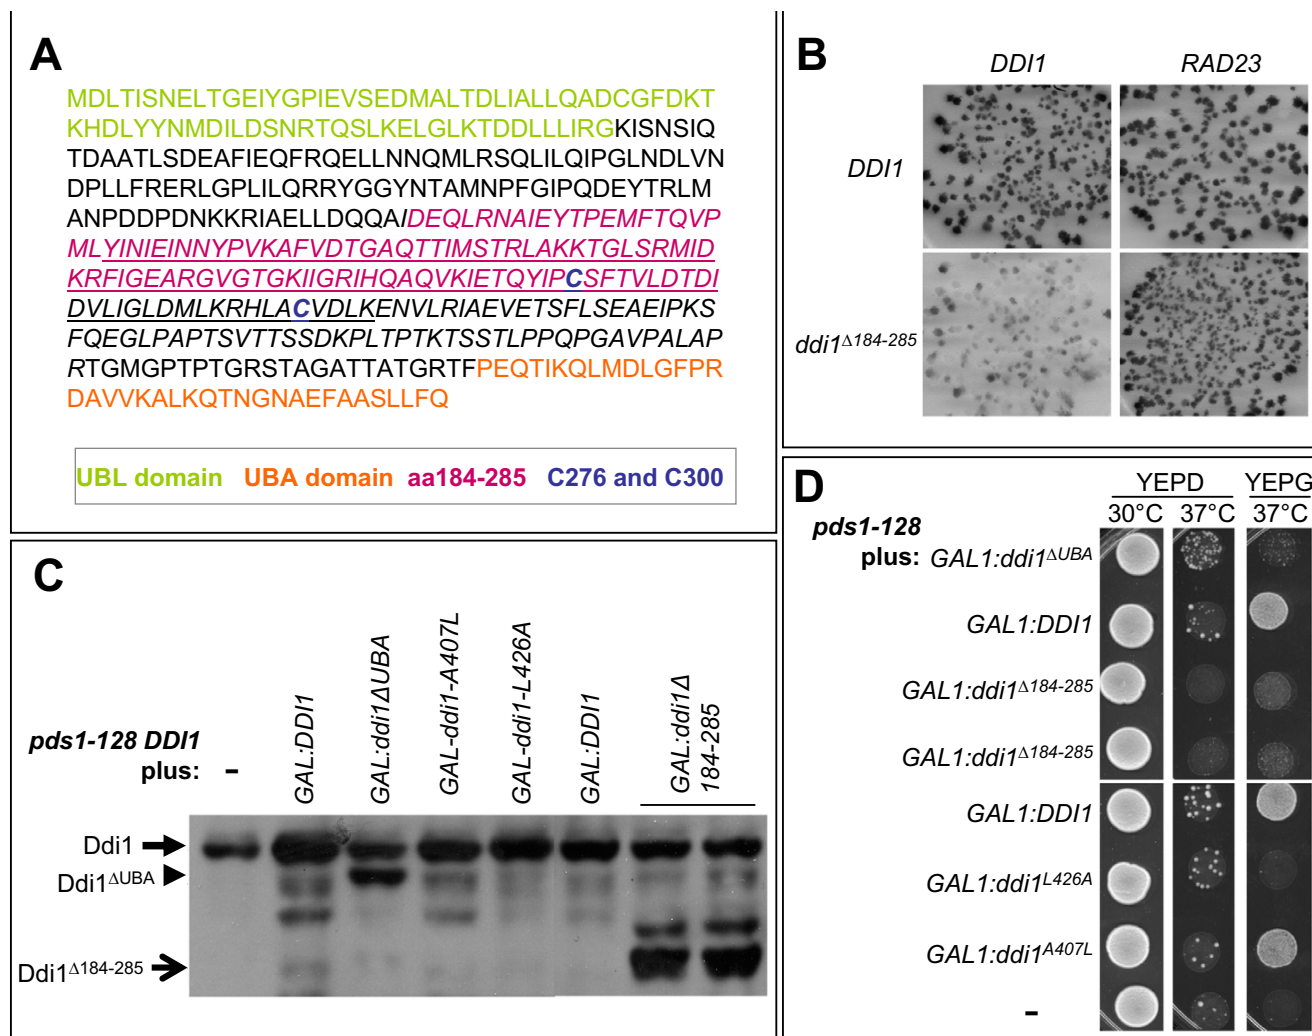 A
MDLTISNELTGEIYGPIEVSEDMALTDLIALLQADCGFDKT
KHDLYYNMDILDSNRTQSLKELGLKTDDLLLIRGKISNSIQ
TDAATLSDEAFIEQFRQELLNNQMLRSQLILQIPGLNDLVN
DPLLFRERLGPLILQRRYGGYNTAMNPFGIPQDEYTRLM
ANPDDPDNKKRIAELLDQQAIDEQLRNAIEYTPEMFTQVP
MLYINIEINNYPVKAFVDTGAQTTIMSTRLAKKTGLSRMID
KRFIGEARGVGTGKIIGRIHQAQVKIETQYIPCSFTVLDTDI
DVLIGLDMLKRHLACVDLKENVLRIAEVETSFLSEAEIPKS
FQEGLPAPTSVTTSSDKPLTPTKTSSTLPPQPGAVPALAP
RTGMGPTPTGRSTAGATTATGRTFPEQTIKQLMDLGFPR
DAVVKALKQTNGNAEFAASLLFQ
UBL domain UBA domain aa184-285 C276 and C300
B
DDI1 RAD23
DDI1
ddi1Δ184-285
C
pds1-128 DDI1
plus: -
GAL:DDI1
GAL:ddi1ΔUBA
GAL-ddi1-A407L
GAL-ddi1-L426A
GAL:DDI1
GAL:ddi1Δ
184-285
Ddi1
Ddi1ΔUBA
Ddi1Δ184-285
D
YEPD YEPG
30°C 37°C 37°C
pds1-128
plus: GAL1:ddi1ΔUBA
GAL1:DDI1
GAL1:ddi1Δ184-285
GAL1:ddi1Δ184-285
GAL1:DDI1
GAL1:ddi1L426A
GAL1:ddi1A407L
-